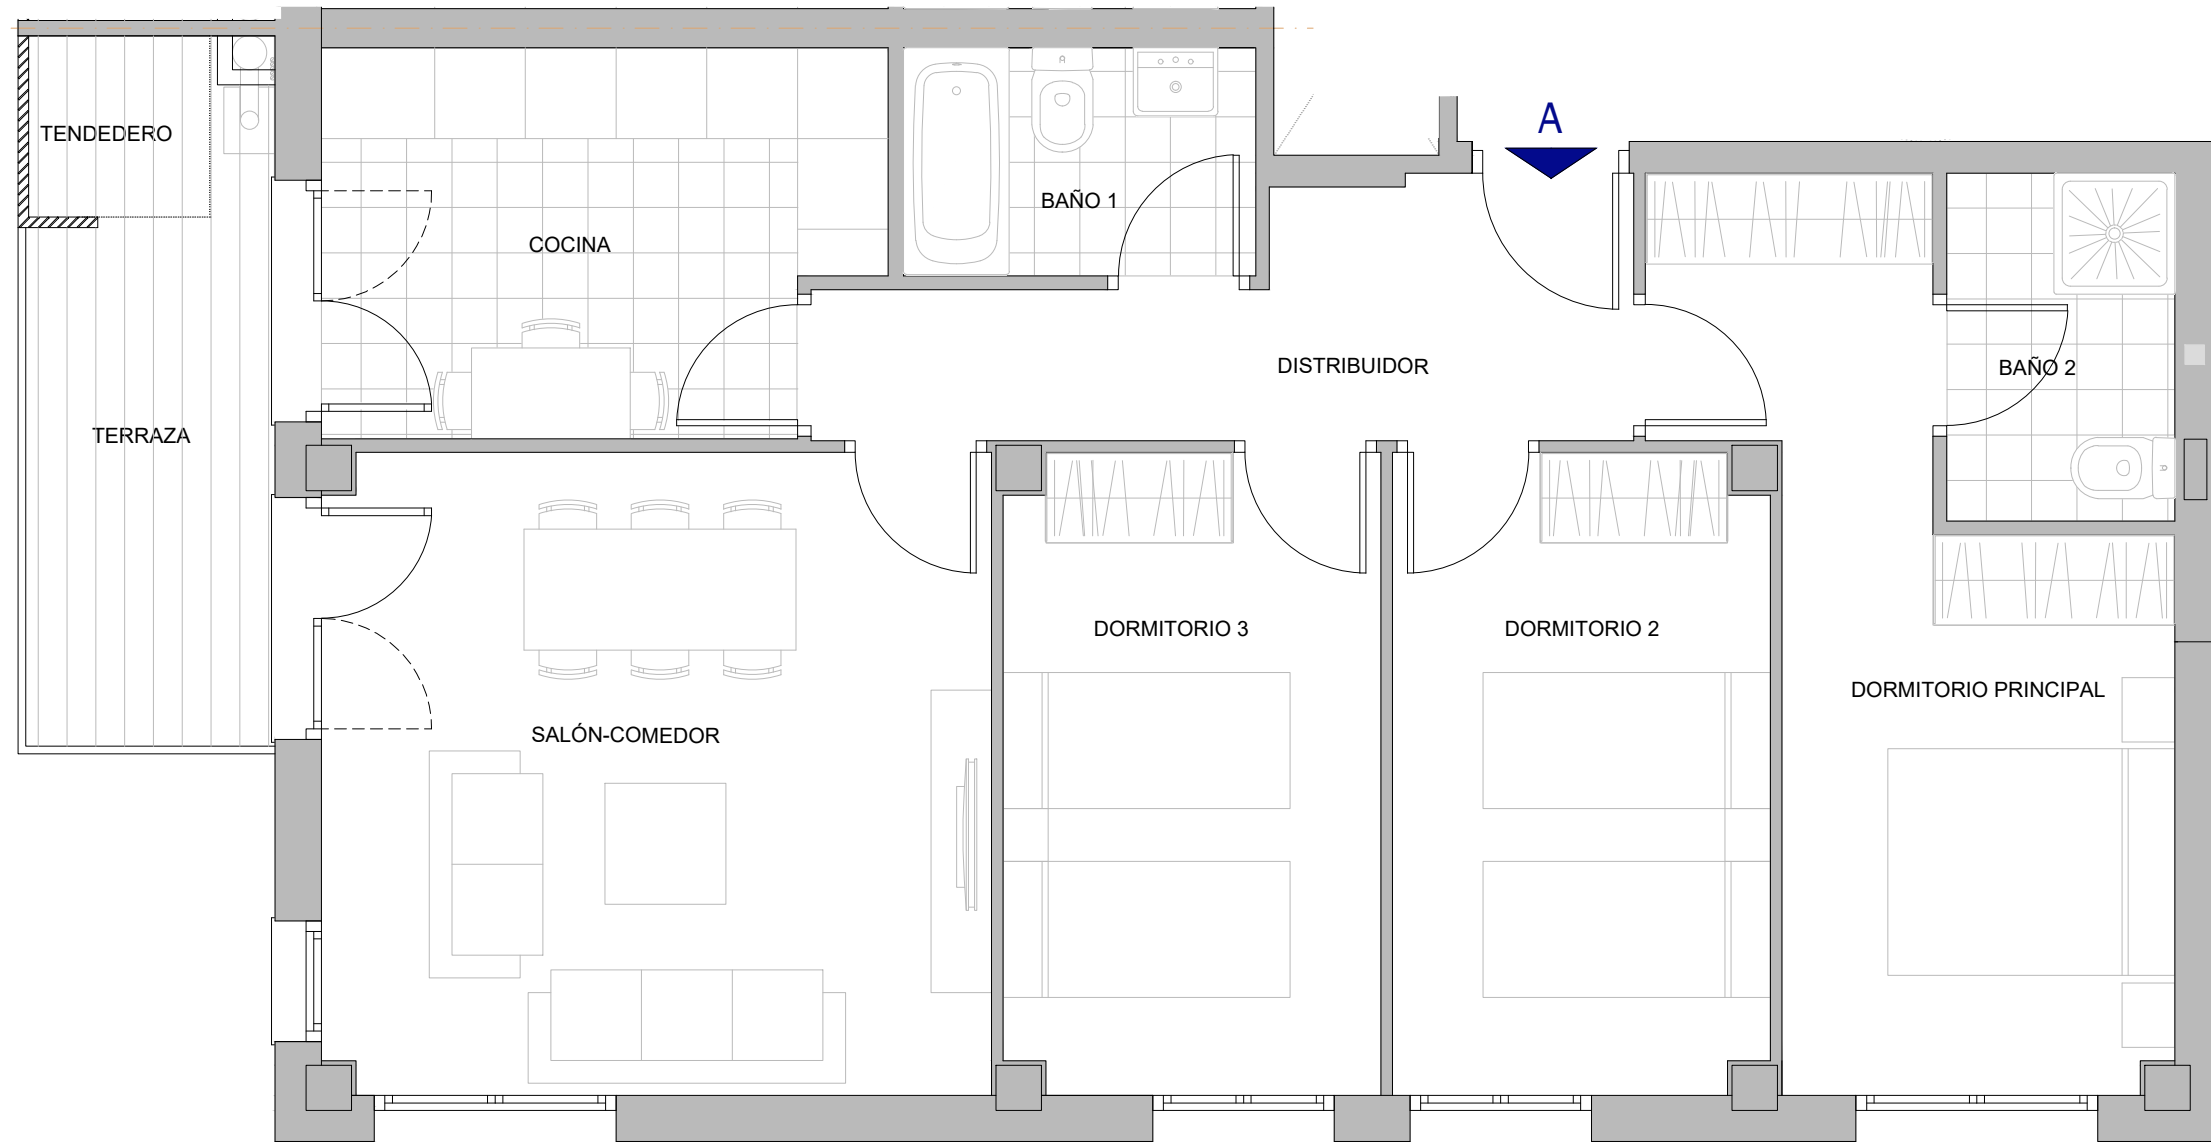 A
TENDEDERO
BAÑO 1
COCINA
DISTRIBUIDOR
BAÑO 2
TERRAZA
DORMITORIO 3
DORMITORIO 2
DORMITORIO PRINCIPAL
SALÓN-COMEDOR